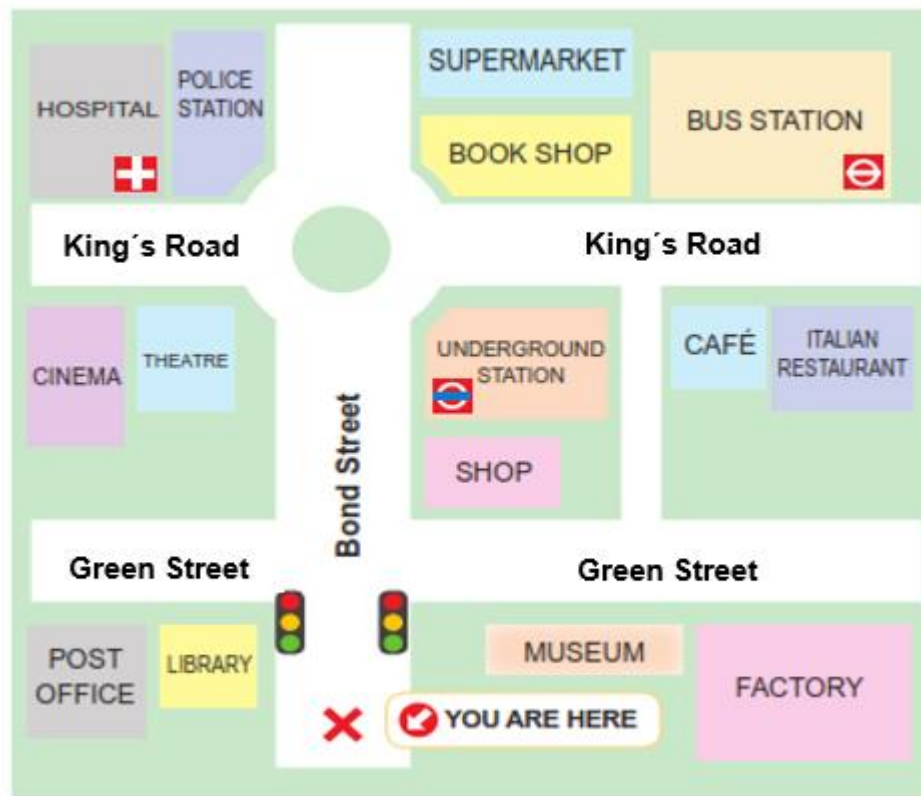 HOSPITAL
POLICE
STATION
SUPERMARKET
BOOK SHOP
BUS STATION
King´s Road
King´s Road
CINEMA
THEATRE
UNDERGROUND
STATION
CAFÉ
ITALIAN
RESTAURANT
SHOP
Bond Street
Green Street
Green Street
POST
OFFICE
LIBRARY
MUSEUM
FACTORY
YOU ARE HERE